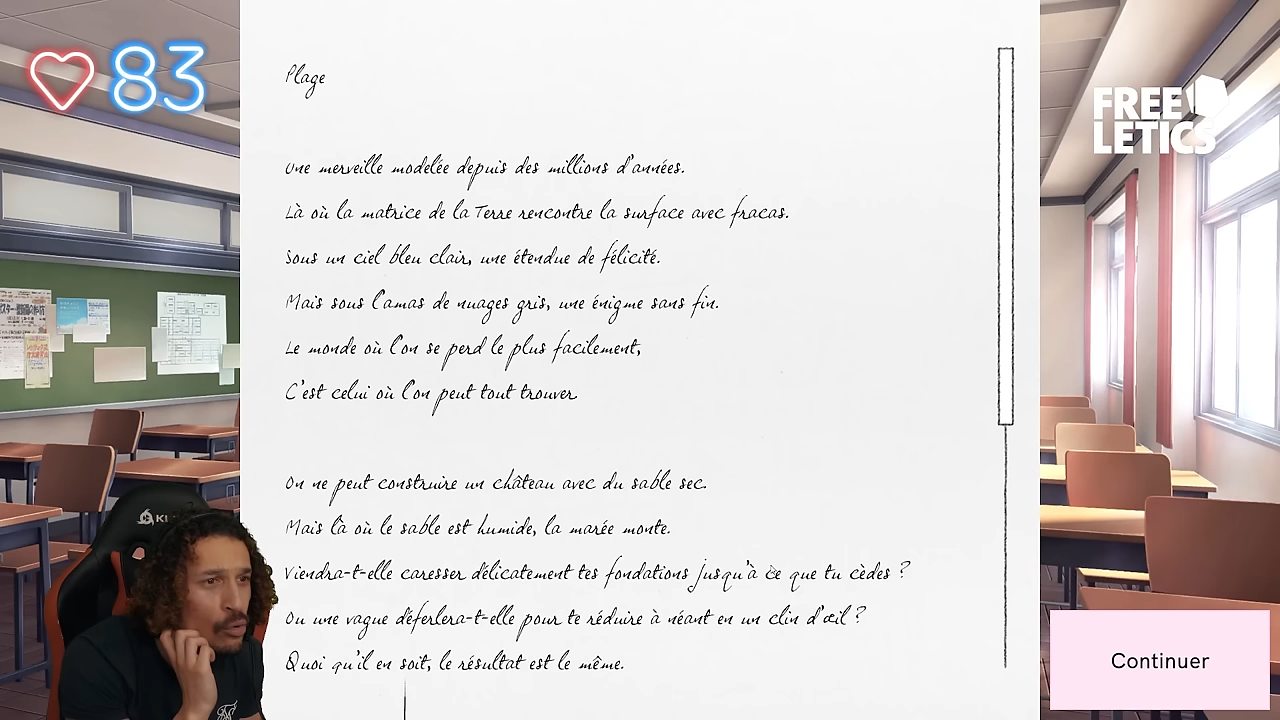 83
FREE
LETICS
Plage
Une merveille modelée depuis des millions d'années.
Là où la matrice de la Terre rencontre la surface avec fracas.
Sous un ciel bleu clair, une étendue de félicité.
Mais sous l'amas de nuages gris, une énigme sans fin.
Le monde où l'on se perd le plus facilement,
C'est celui où l'on peut tout trouver.
On ne peut construire un château avec du sable sec.
Mais là où le sable est humide, la marée monte.
Viendra-t-elle caresser délicatement tes fondations jusqu'à ce que tu cèdes ?
Ou une vague déferlera-t-elle pour te réduire à néant en un clin d'œil ?
Quoi qu'il en soit, le résultat est le même.
Continuer